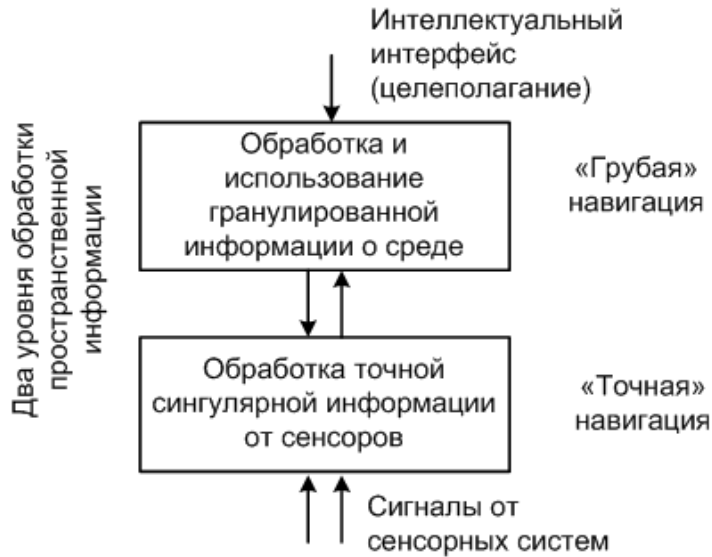 Интеллектуальный
интерфейс
(целеполагание)
Два уровня обработки
пространственной
информации
Обработка и
использование
гранулированной
информации о среде
«Грубая»
навигация
Обработка точной
сингулярной информации
от сенсоров
«Точная»
навигация
Сигналы от
сенсорных систем